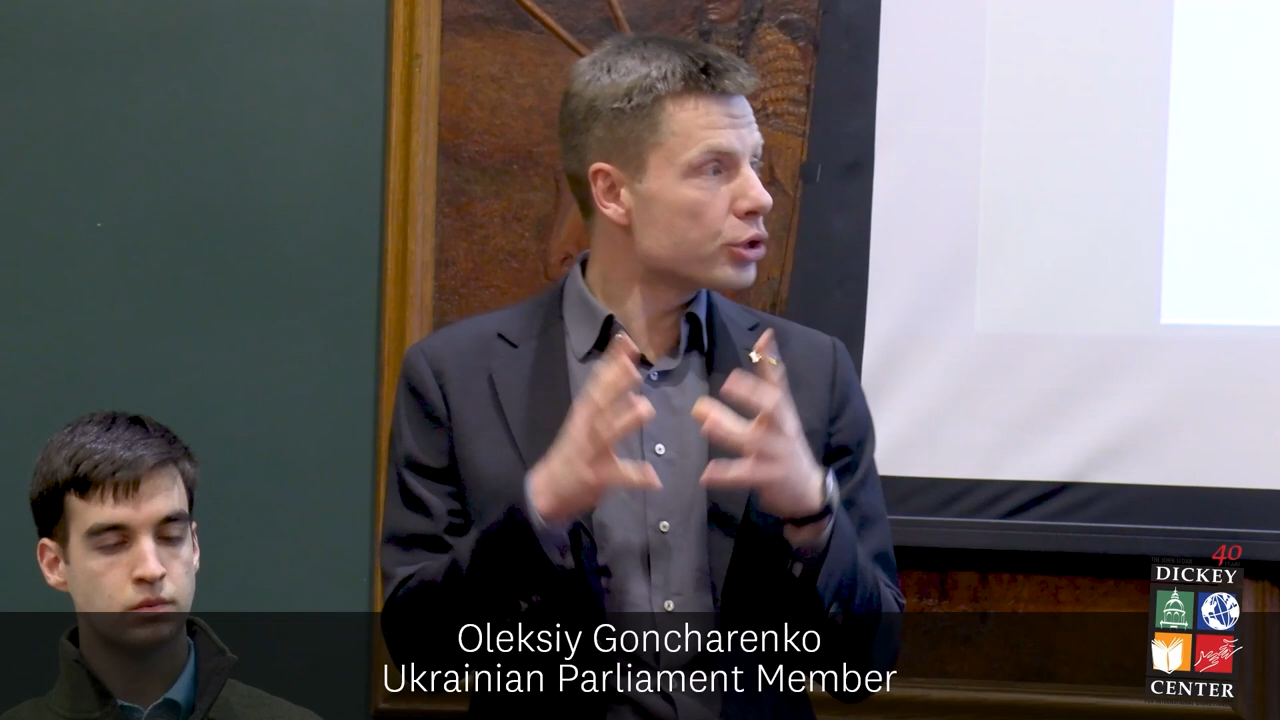 Oleksiy Goncharenko
Ukrainian Parliament Member
40
DICKEY
CENTER